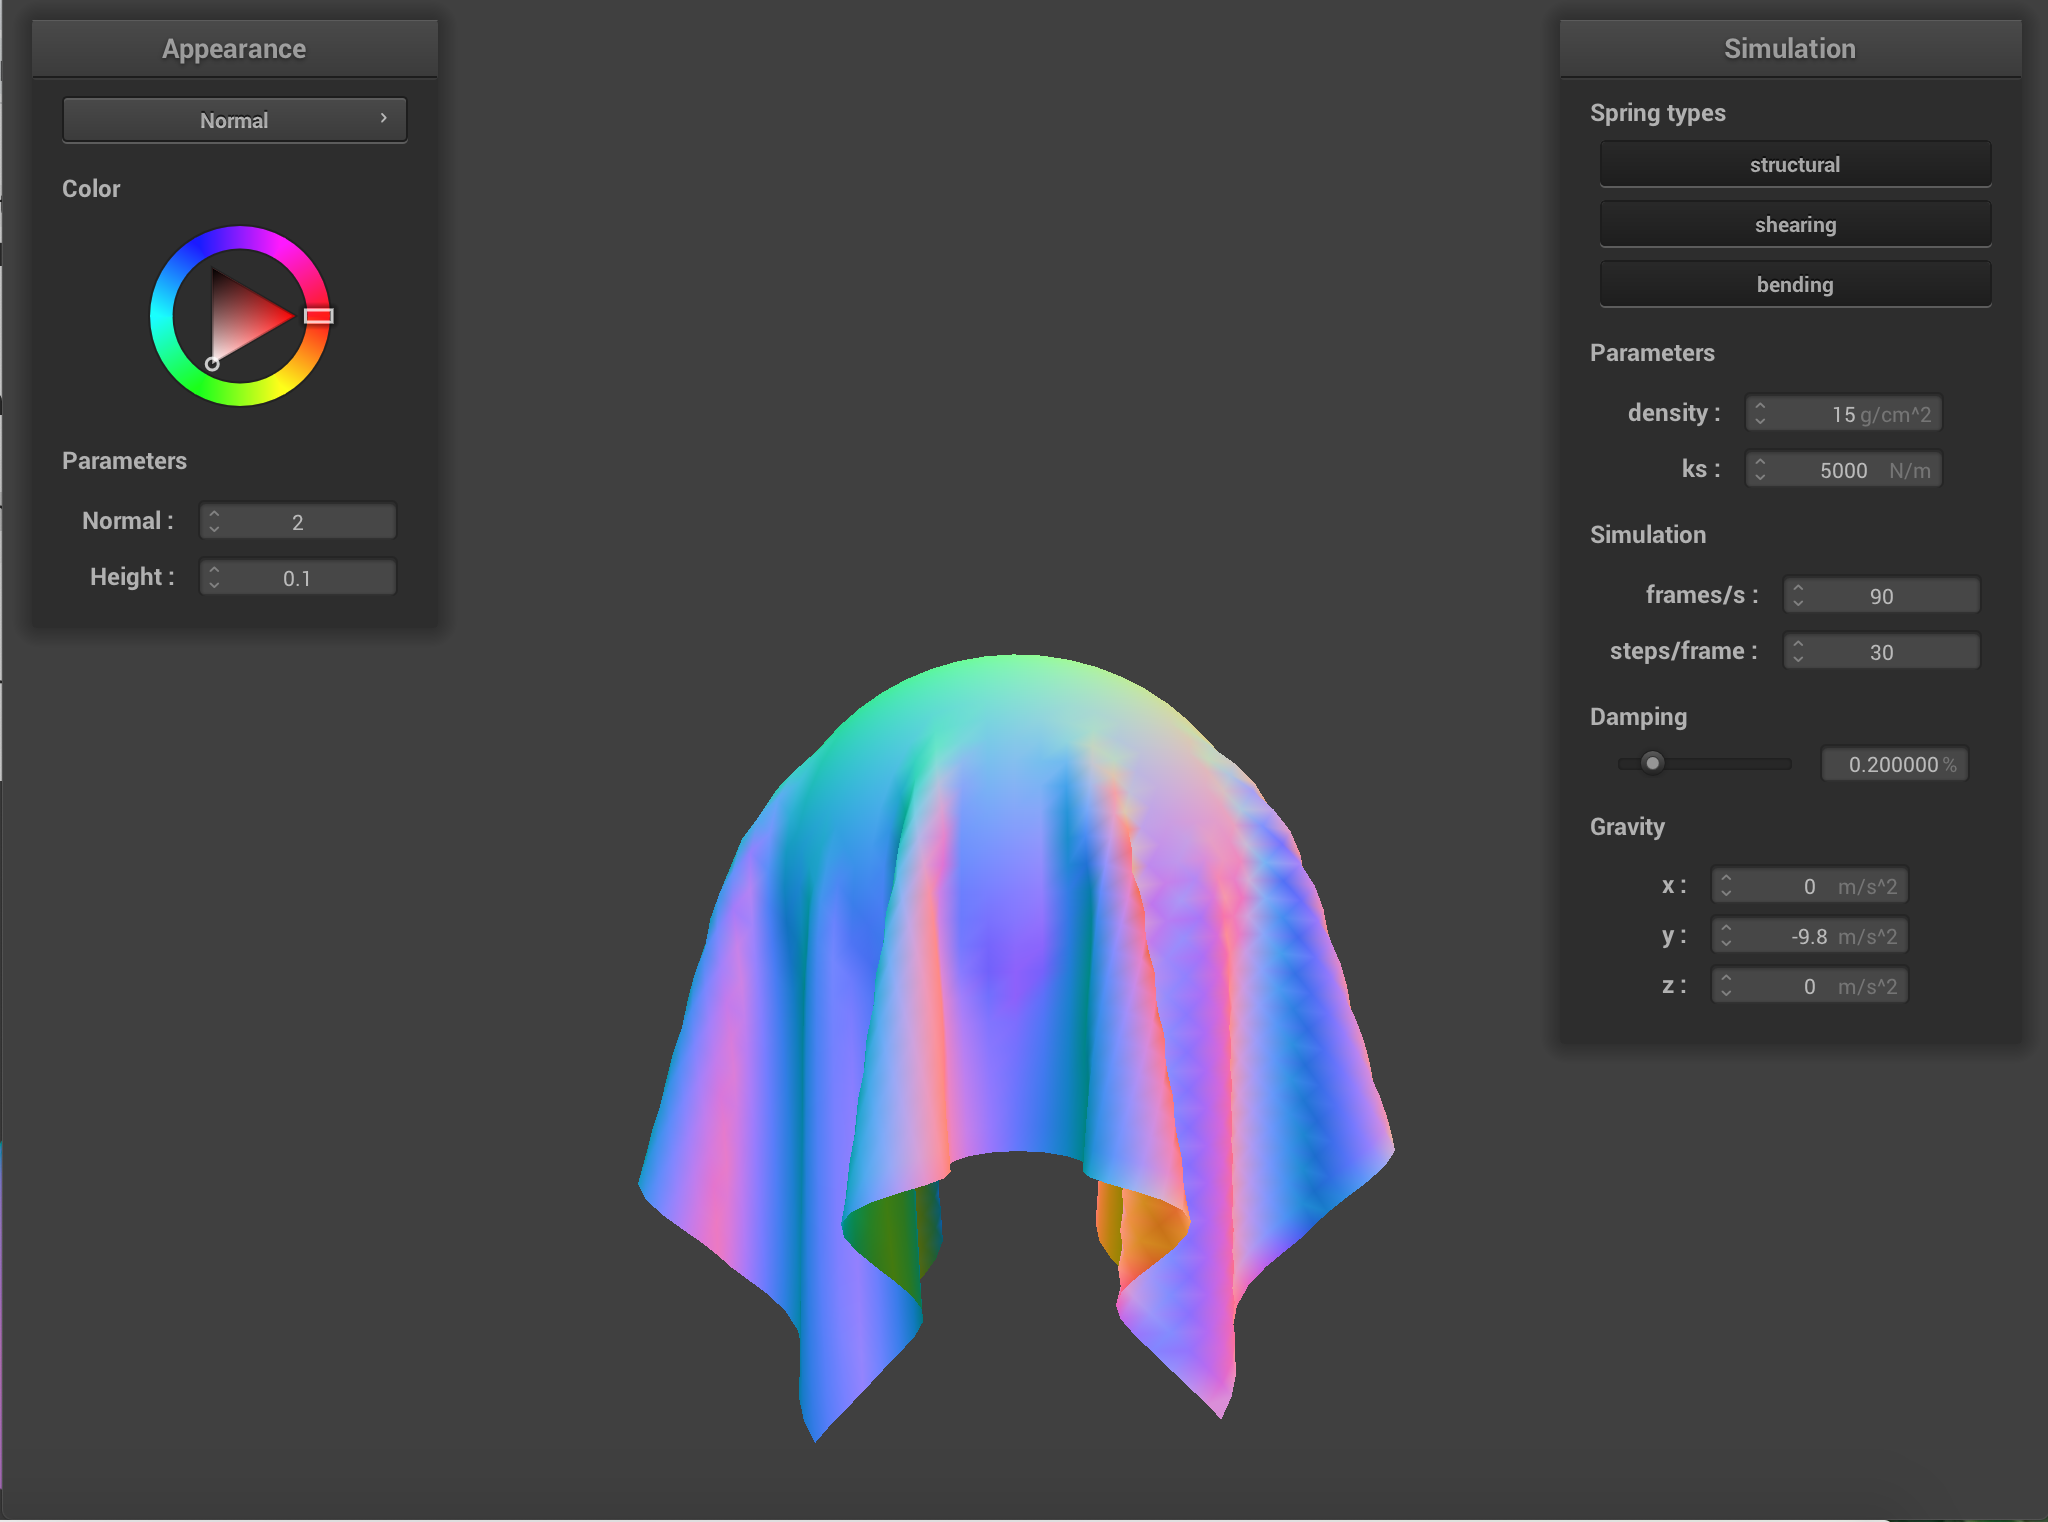 Appearance
Normal
Color
Parameters
Normal : 2
Height : 0.1
Simulation
Spring types
structural
shearing
bending
Parameters
density : 15 g/cm^2
ks : 5000 N/m
Simulation
frames/s : 90
steps/frame : 30
Damping
0.200000 %
Gravity
x : 0 m/s^2
y : -9.8 m/s^2
z : 0 m/s^2